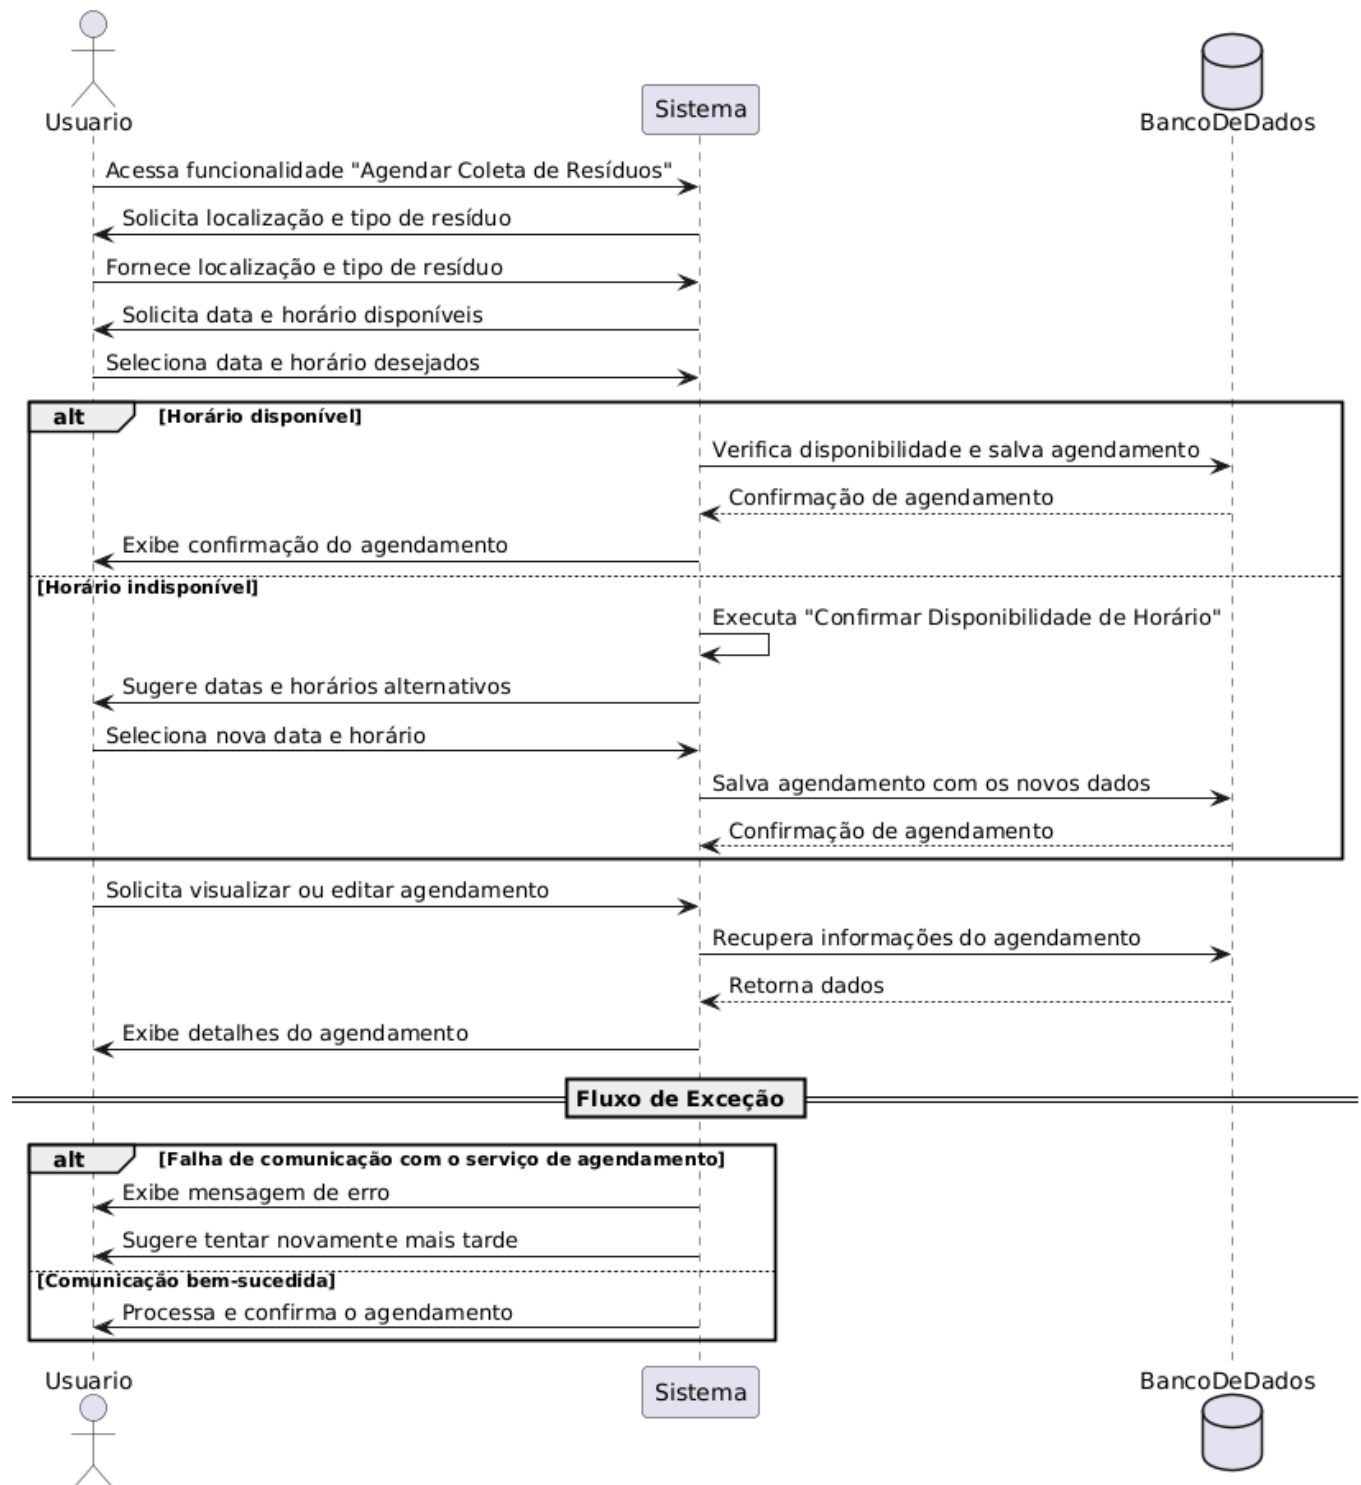 Usuario
Sistema
BancoDeDados
Acessa funcionalidade "Agendar Coleta de Resíduos"
Solicita localização e tipo de resíduo
Fornece localização e tipo de resíduo
Solicita data e horário disponíveis
Seleciona data e horário desejados
alt [Horário disponível]
Verifica disponibilidade e salva agendamento
Confirmação de agendamento
Exibe confirmação do agendamento
[Horário indisponível]
Executa "Confirmar Disponibilidade de Horário"
Sugere datas e horários alternativos
Seleciona nova data e horário
Salva agendamento com os novos dados
Confirmação de agendamento
Solicita visualizar ou editar agendamento
Recupera informações do agendamento
Retorna dados
Exibe detalhes do agendamento
Fluxo de Exceção
alt [Falha de comunicação com o serviço de agendamento]
Exibe mensagem de erro
Sugere tentar novamente mais tarde
[Comunicação bem-sucedida]
Processa e confirma o agendamento
Usuario
Sistema
BancoDeDados